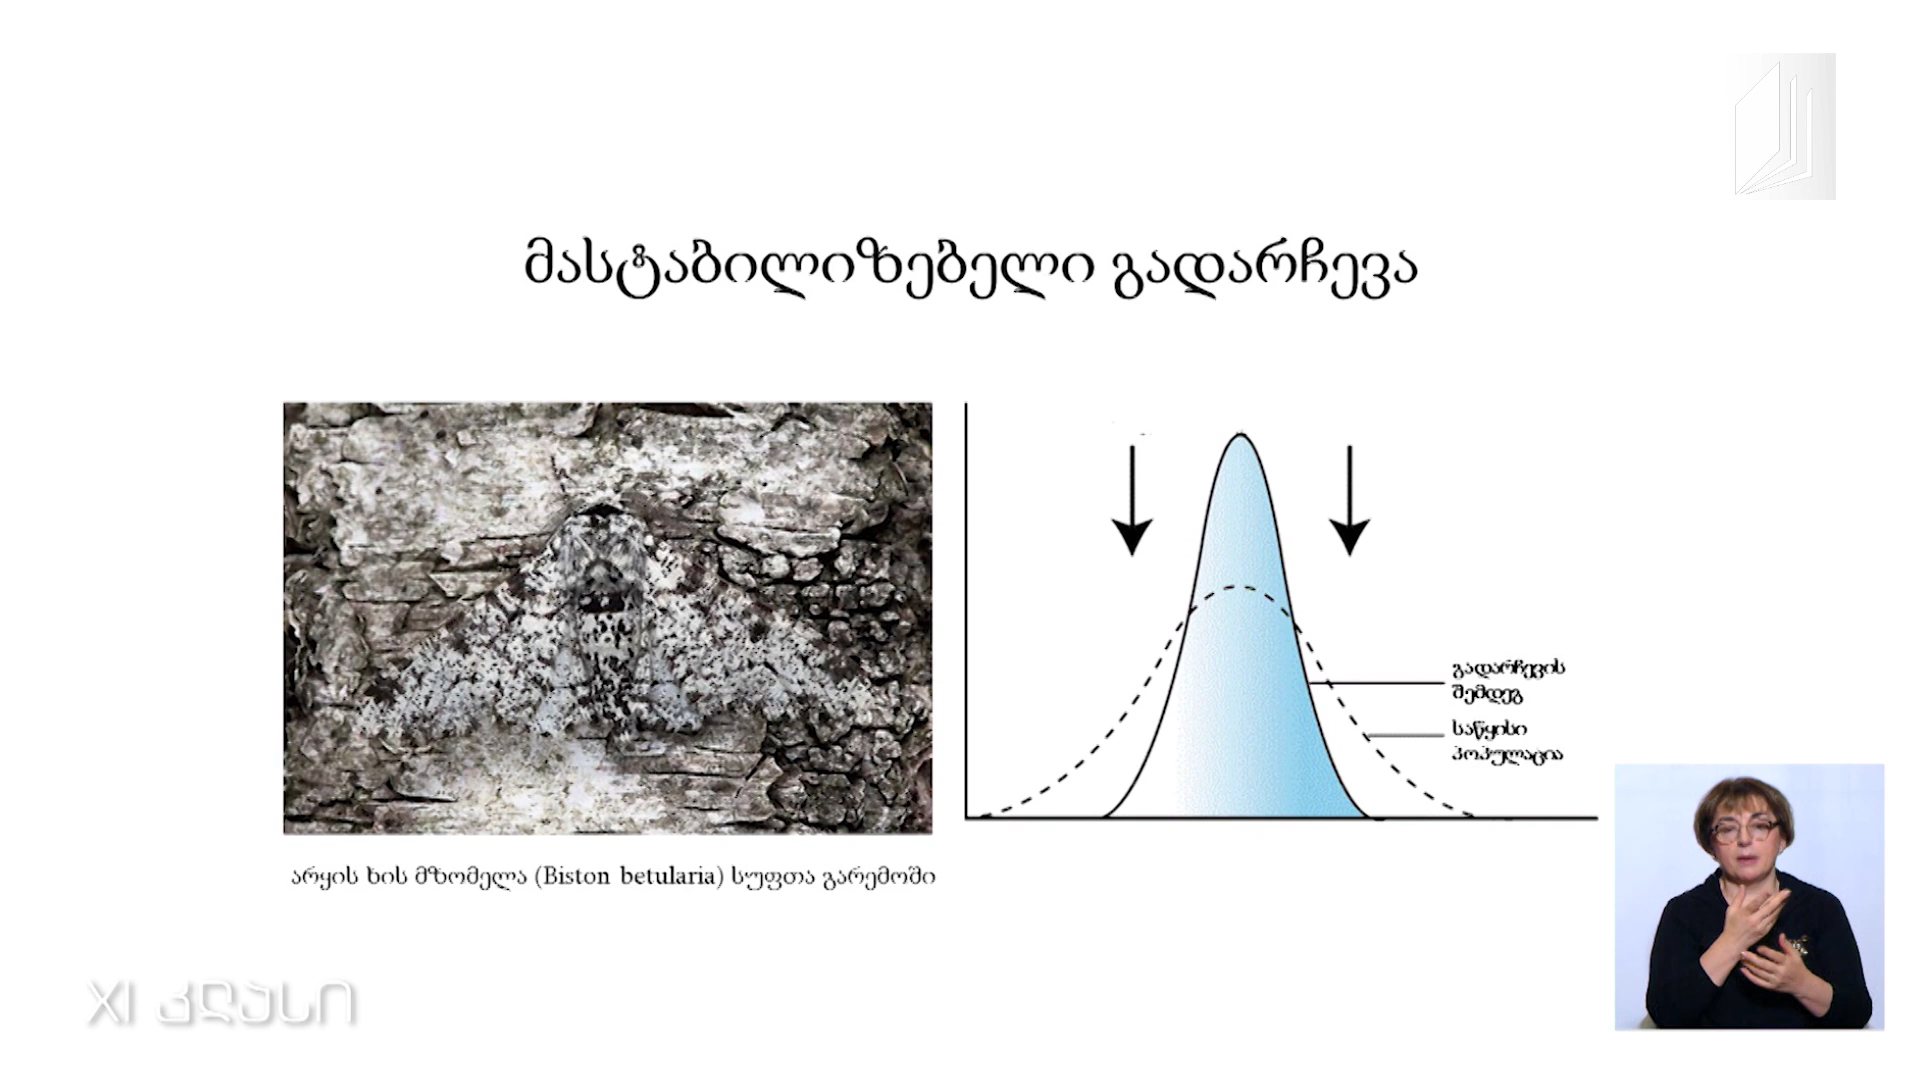 მასტაბილიზებელი გადარჩევა
გადარჩევის
შემდეგ
საწყისი
პოპულაცია
არყის ხის მზომელა (Biston betularia) სუფთა გარემოში
XI კლასი